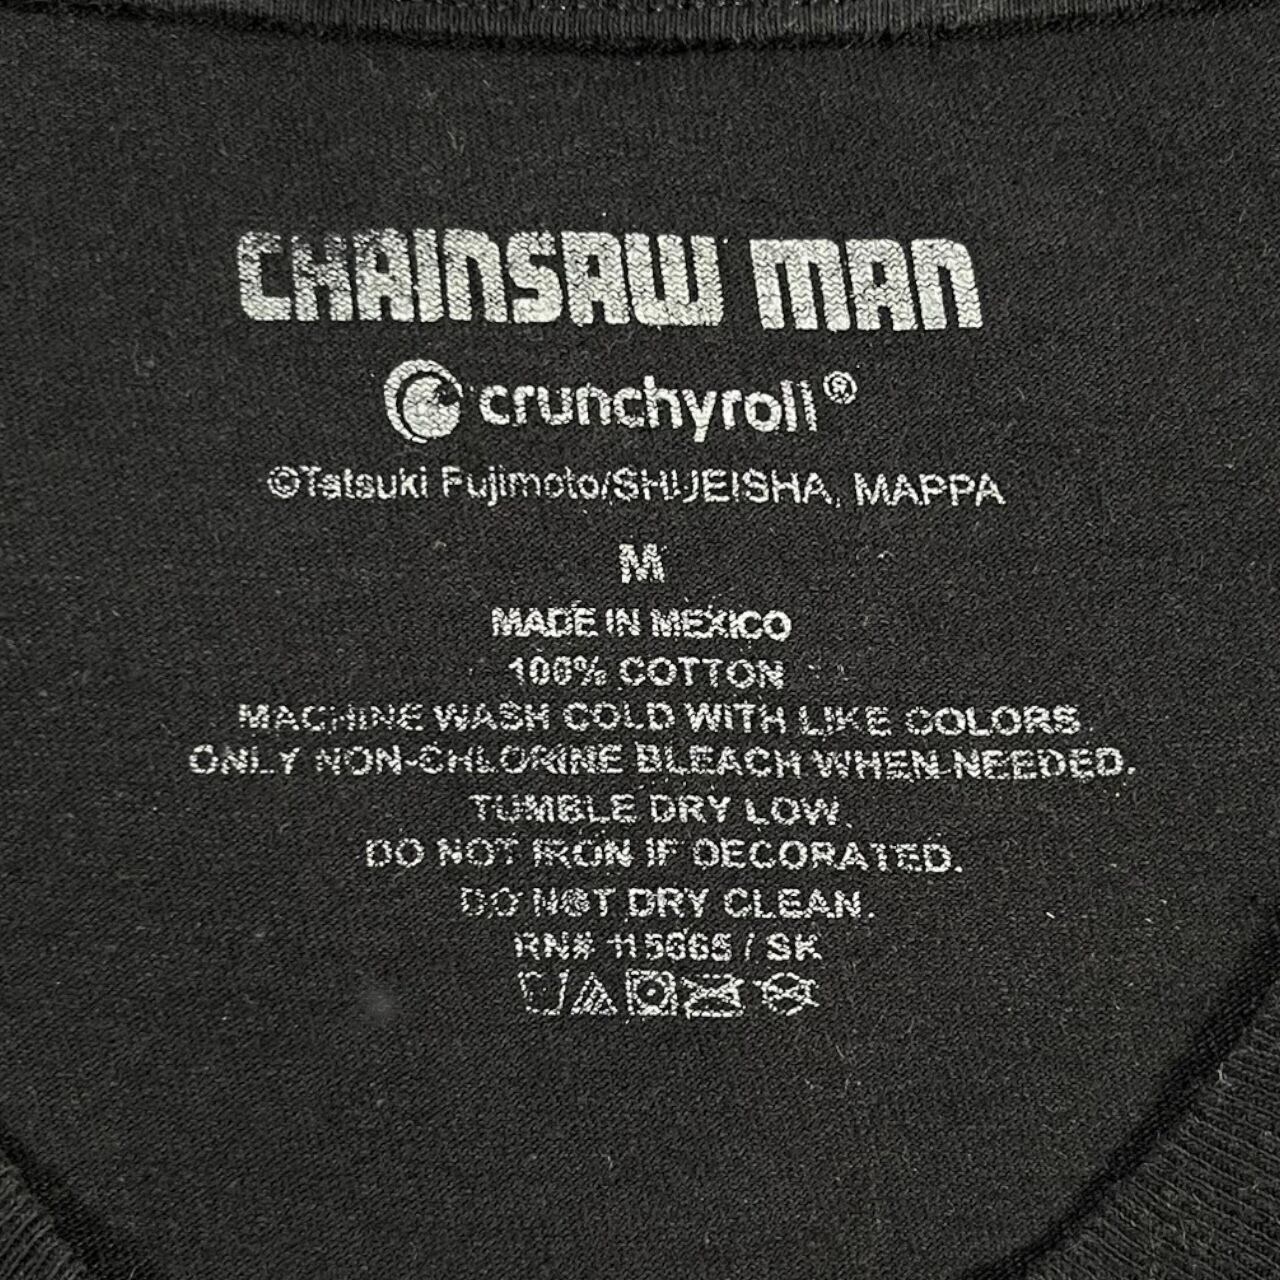 CHAINSAW MAN
crunchyroll®
©Tatsuki Fujimoto/SHUEISHA, MAPPA
M
MADE IN MEXICO
100% COTTON
MACHINE WASH COLD WITH LIKE COLORS.
ONLY NON-CHLORINE BLEACH WHEN NEEDED.
TUMBLE DRY LOW.
DO NOT IRON IF DECORATED.
DO NOT DRY CLEAN.
RN# 115665 / SK